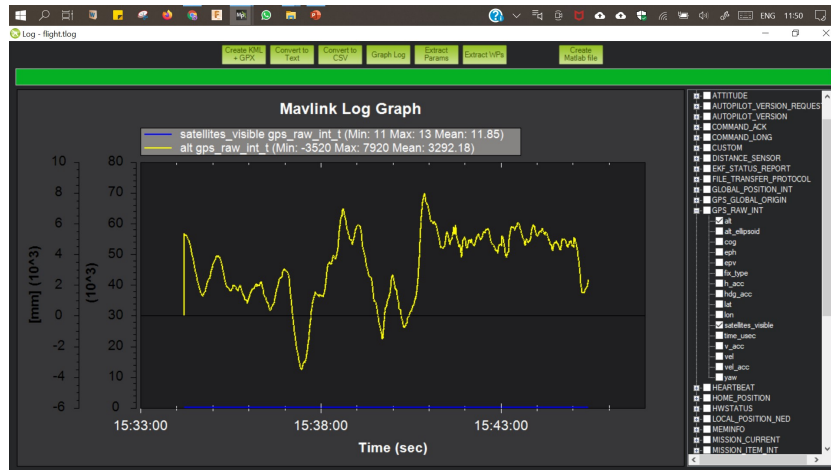 ENG 11:50
Log - flight.tlog
Create KML + GPX
Convert to Text
Convert to CSV
Graph Log
Extract Params
Extract WPs
Create Matlab file
Mavlink Log Graph
satellites_visible gps_raw_int_t (Min: 11 Max: 13 Mean: 11.85)
alt gps_raw_int_t (Min: -3520 Max: 7920 Mean: 3292.18)
[mm] (10^3)
10
8
6
4
2
0
-2
-4
-6
(10^3)
80
70
60
50
40
30
20
10
0
15:33:00
15:38:00
15:43:00
Time (sec)
ATTITUDE
AUTOPILOT_VERSION_REQUES
AUTOPILOT_VERSION
COMMAND_ACK
COMMAND_LONG
CUSTOM
DISTANCE_SENSOR
EKF_STATUS_REPORT
FILE_TRANSFER_PROTOCOL
GLOBAL_POSITION_INT
GPS_GLOBAL_ORIGIN
GPS_RAW_INT
alt
alt_ellipsoid
cog
eph
epv
fix_type
h_acc
hdg_acc
lat
lon
satellites_visible
time_usec
v_acc
vel
vel_acc
yaw
HEARTBEAT
HOME_POSITION
HWSTATUS
LOCAL_POSITION_NED
MEMINFO
MISSION_CURRENT
MISSION_ITEM_INT